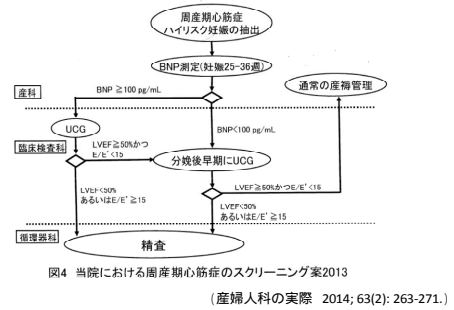 周産期心筋症
ハイリスク妊娠の抽出
BNP測定(妊娠25-36週)
通常の産褥管理
産科
BNP ≧100 pg/mL
UCG
BNP<100 pg/mL
臨床検査科
LVEF≧50%かつ
E/E'<15
分娩後早期にUCG
LVEF≧50%かつE/E'<15
LVEF<50%
あるいはE/E'≧15
LVEF<50%
あるいはE/E'≧15
循環器科
精査
図4 当院における周産期心筋症のスクリーニング案2013
(産婦人科の実際 2014; 63(2): 263-271.)